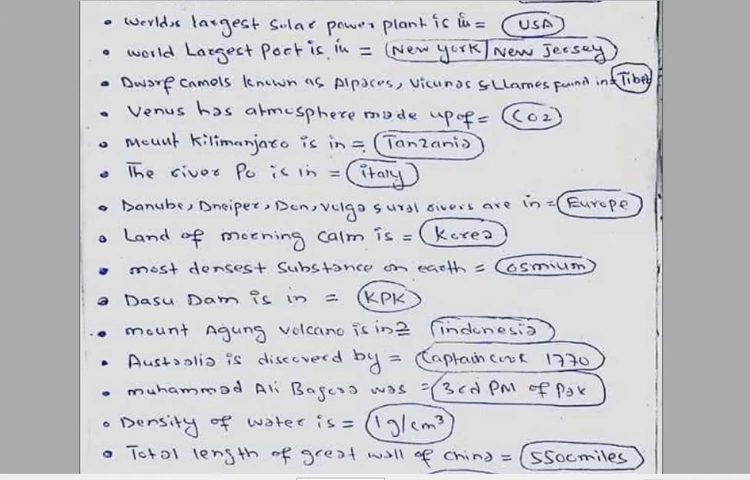 • World's largest Solar power plant is in = USA
• world Largest Port is in = New york/New Jersey
• Dwarf Camels known as Alpacas, Vicunas & Llames found in = Tibet
• Venus has atmosphere made up of = CO2
• Mount Kilimanjaro is in = Tanzania
• The river Po is in = italy
• Danube, Dneiper, Don, volga & ural rivers are in = Europe
• Land of morning Calm is = Korea
• most densest Substance on earth = osmium
• Dasu Dam is in = KPK
• mount Agung volcano is in = indonesia
• Australia is discoverd by = Captain cook 1770
• muhammad Ali Bagora was = 3rd PM of Pak
• Density of water is = 1g/cm³
• Total length of great wall of china = 5500miles